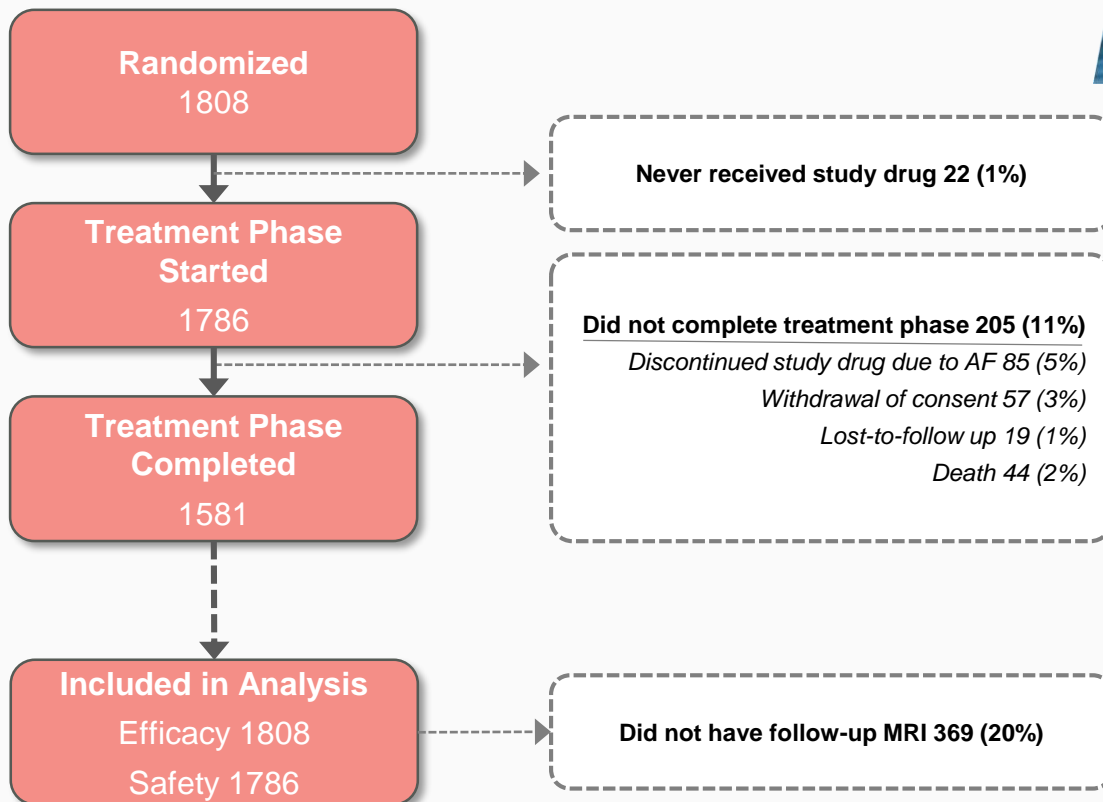 Randomized
1808
Never received study drug 22 (1%)
Treatment Phase
Started
1786
Did not complete treatment phase 205 (11%)
Discontinued study drug due to AF 85 (5%)
Withdrawal of consent 57 (3%)
Lost-to-follow up 19 (1%)
Death 44 (2%)
Treatment Phase
Completed
1581
Included in Analysis
Efficacy 1808
Safety 1786
Did not have follow-up MRI 369 (20%)